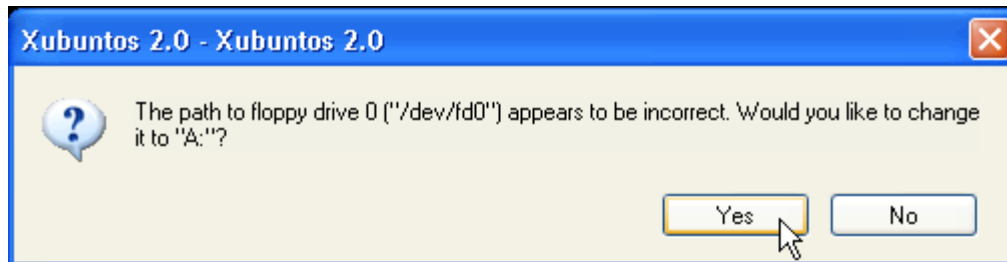 Xubuntos 2.0 - Xubuntos 2.0
The path to floppy drive 0 ("/dev/fd0") appears to be incorrect. Would you like to change
it to "A:"?
Yes No